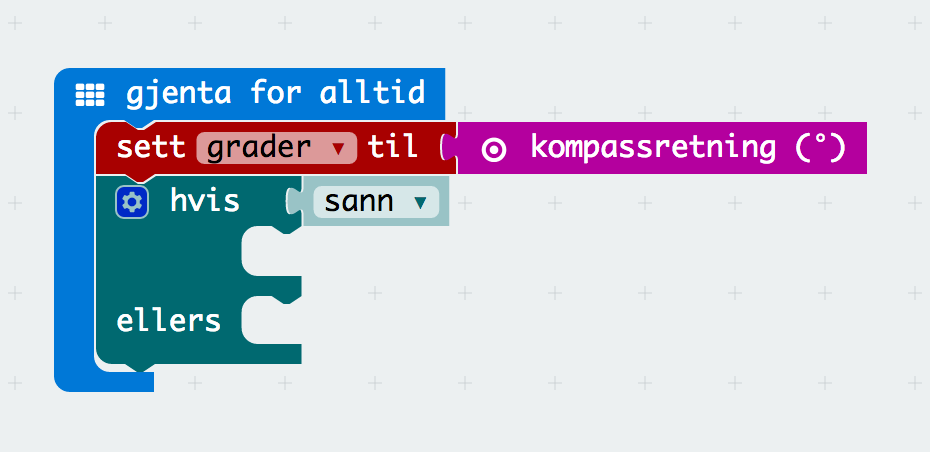 gjenta for alltid
sett grader til kompassretning (°)
hvis sann
ellers